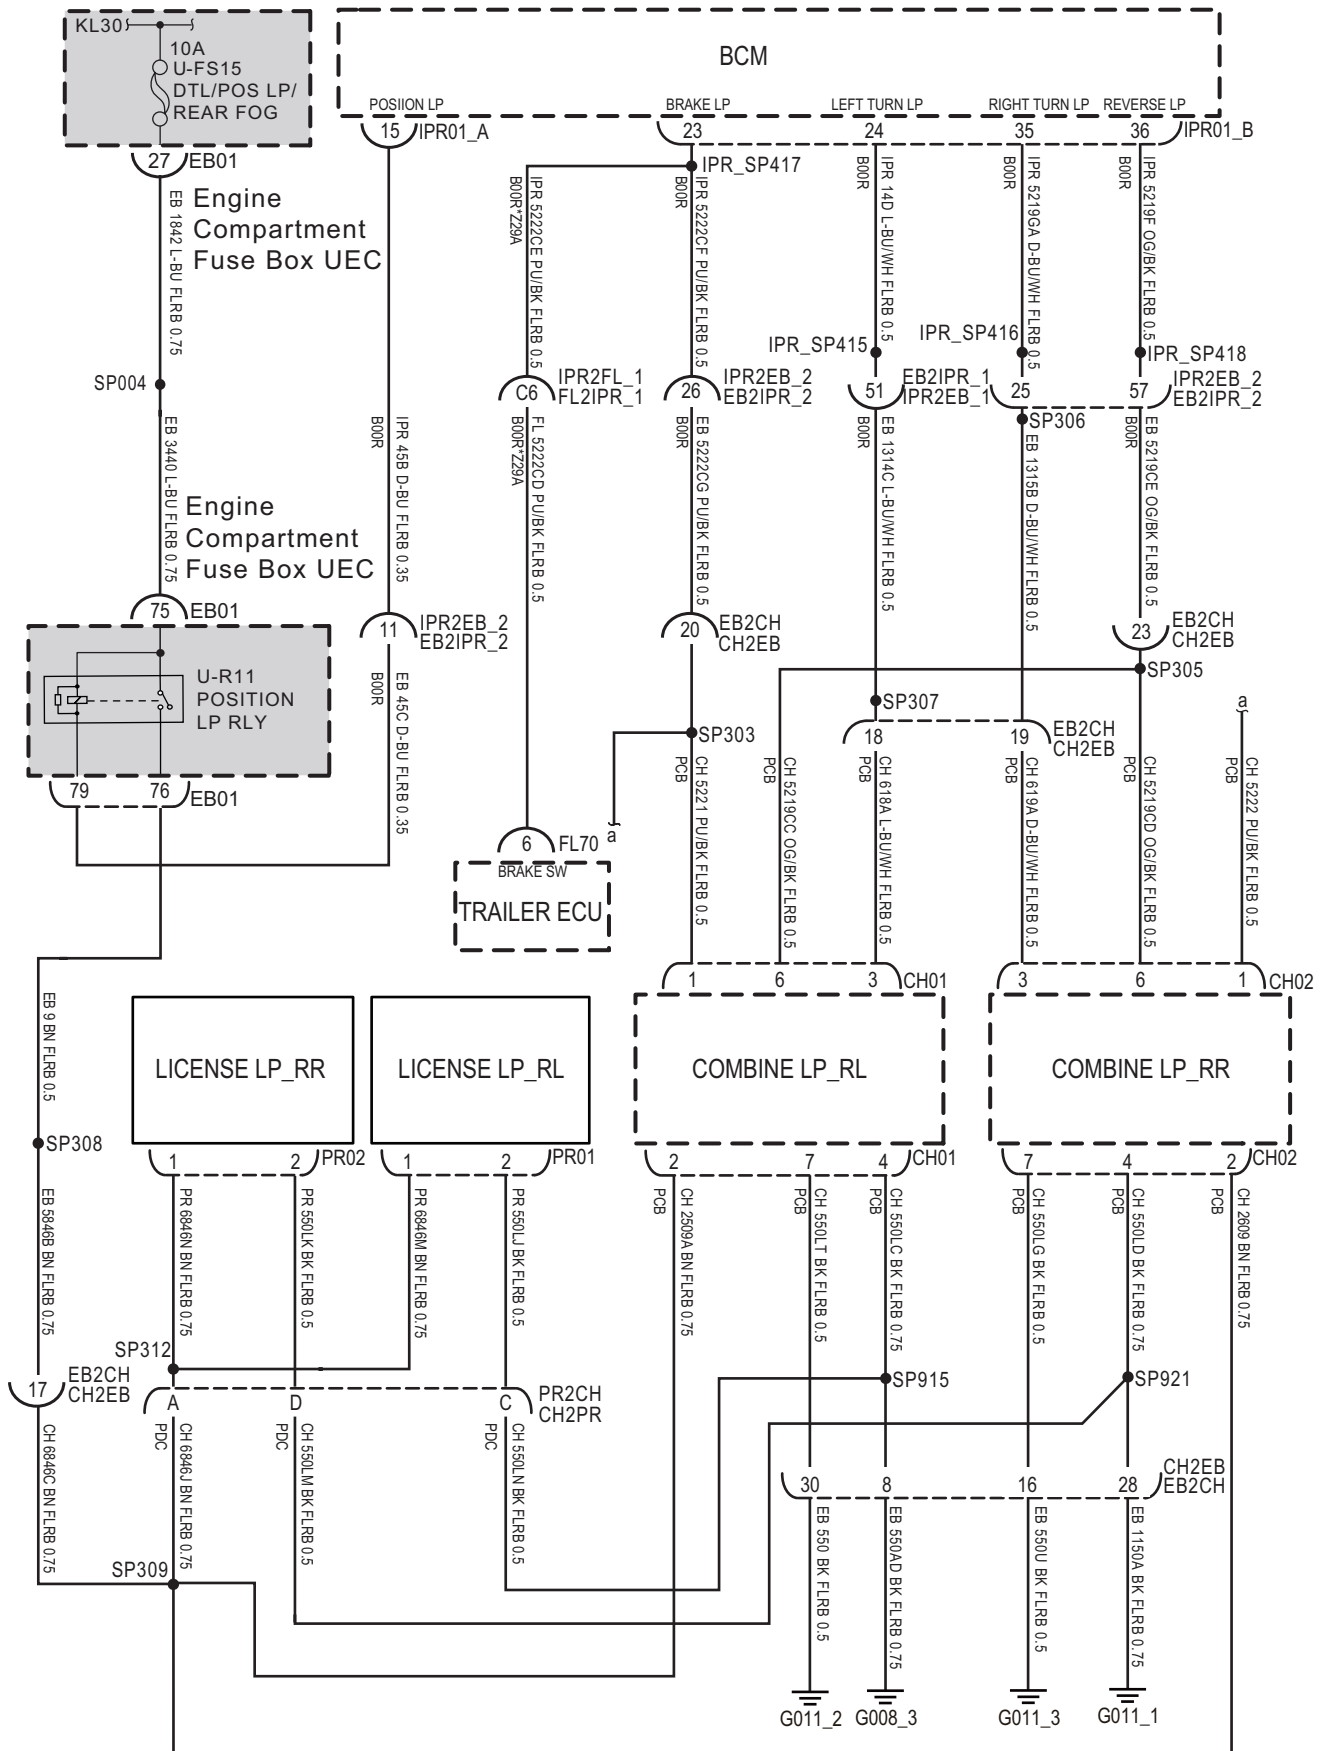 KL30
10A
U-FS15
DTL/POS LP/
REAR FOG
27 EB01
BCM
POSIION LP
BRAKE LP
LEFT TURN LP
RIGHT TURN LP
REVERSE LP
15 IPR01_A
23
24
35
36 IPR01_B
IPR_SP417
EB 1842 L-BU FLRB 0.75
Engine
Compartment
Fuse Box UEC
IPR 5222CE PU/BK FLRB 0.5
B00R*Z29A
IPR 5222CF PU/BK FLRB 0.5
B00R
IPR 14D L-BU/WH FLRB 0.5
B00R
IPR 5219GA D-BU/WH FLRB 0.5
B00R
IPR 5219F OG/BK FLRB 0.5
B00R
SP004
IPR_SP415
IPR_SP416
IPR_SP418
C6
IPR2FL_1
FL2IPR_1
26
IPR2EB_2
EB2IPR_2
51
EB2IPR_1
IPR2EB_1
25
57
IPR2EB_2
EB2IPR_2
SP306
EB 3440 L-BU FLRB 0.75
IPR 45B D-BU FLRB 0.35
B00R
FL 5222CD PU/BK FLRB 0.5
B00R*Z29A
EB 5222CG PU/BK FLRB 0.5
B00R
EB 1314C L-BU/WH FLRB 0.5
B00R
EB 1315B D-BU/WH FLRB 0.5
EB 5219CE OG/BK FLRB 0.5
B00R
Engine
Compartment
Fuse Box UEC
75 EB01
11
IPR2EB_2
EB2IPR_2
20
EB2CH
CH2EB
23
EB2CH
CH2EB
U-R11
POSITION
LP RLY
EB 45C D-BU FLRB 0.35
B00R
SP305
SP307
a
SP303
18
19
EB2CH
CH2EB
79
76
EB01
CH 5221 PU/BK FLRB 0.5
PCB
CH 5219CC OG/BK FLRB 0.5
PCB
CH 618A L-BU/WH FLRB 0.5
PCB
CH 619A D-BU/WH FLRB 0.5
PCB
CH 5219CD OG/BK FLRB 0.5
PCB
CH 5222 PU/BK FLRB 0.5
PCB
6 FL70
a
BRAKE SW
TRAILER ECU
1
6
3 CH01
3
6
1 CH02
EB 9 BN FLRB 0.5
LICENSE LP_RR
LICENSE LP_RL
COMBINE LP_RL
COMBINE LP_RR
SP308
1
2 PR02
1
2 PR01
2
7
4 CH01
7
4
2 CH02
EB 5846B BN FLRB 0.75
PR 6846N BN FLRB 0.75
PR 550LK BK FLRB 0.5
PR 6846M BN FLRB 0.75
PR 550LJ BK FLRB 0.5
CH 2509A BN FLRB 0.75
PCB
CH 550LT BK FLRB 0.5
PCB
CH 550LC BK FLRB 0.75
PCB
CH 550LG BK FLRB 0.5
PCB
CH 550LD BK FLRB 0.75
PCB
CH 2609 BN FLRB 0.75
PCB
SP312
17
EB2CH
CH2EB
SP915
SP921
A
D
C
PR2CH
CH2PR
CH 6846C BN FLRB 0.75
CH 6846J BN FLRB 0.75
PDC
CH 550LM BK FLRB 0.5
PDC
CH 550LN BK FLRB 0.5
PDC
30
8
16
28
CH2EB
EB2CH
SP309
EB 550 BK FLRB 0.5
EB 550AD BK FLRB 0.75
EB 550U BK FLRB 0.5
EB 1150A BK FLRB 0.75
G011_2
G008_3
G011_3
G011_1